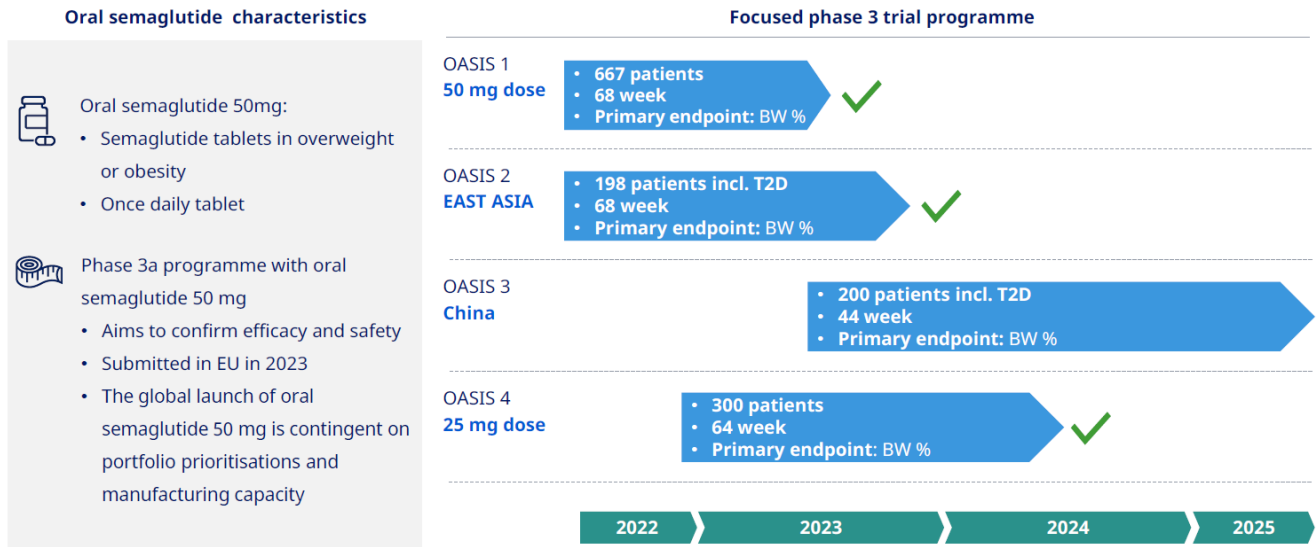 Oral semaglutide characteristics
Oral semaglutide 50mg:
• Semaglutide tablets in overweight
or obesity
• Once daily tablet
Phase 3a programme with oral
semaglutide 50 mg
• Aims to confirm efficacy and safety
• Submitted in EU in 2023
• The global launch of oral
semaglutide 50 mg is contingent on
portfolio prioritisations and
manufacturing capacity
Focused phase 3 trial programme
OASIS 1
50 mg dose
• 667 patients
• 68 week
• Primary endpoint: BW %
OASIS 2
EAST ASIA
• 198 patients incl. T2D
• 68 week
• Primary endpoint: BW %
OASIS 3
China
• 200 patients incl. T2D
• 44 week
• Primary endpoint: BW %
OASIS 4
25 mg dose
• 300 patients
• 64 week
• Primary endpoint: BW %
2022 2023 2024 2025